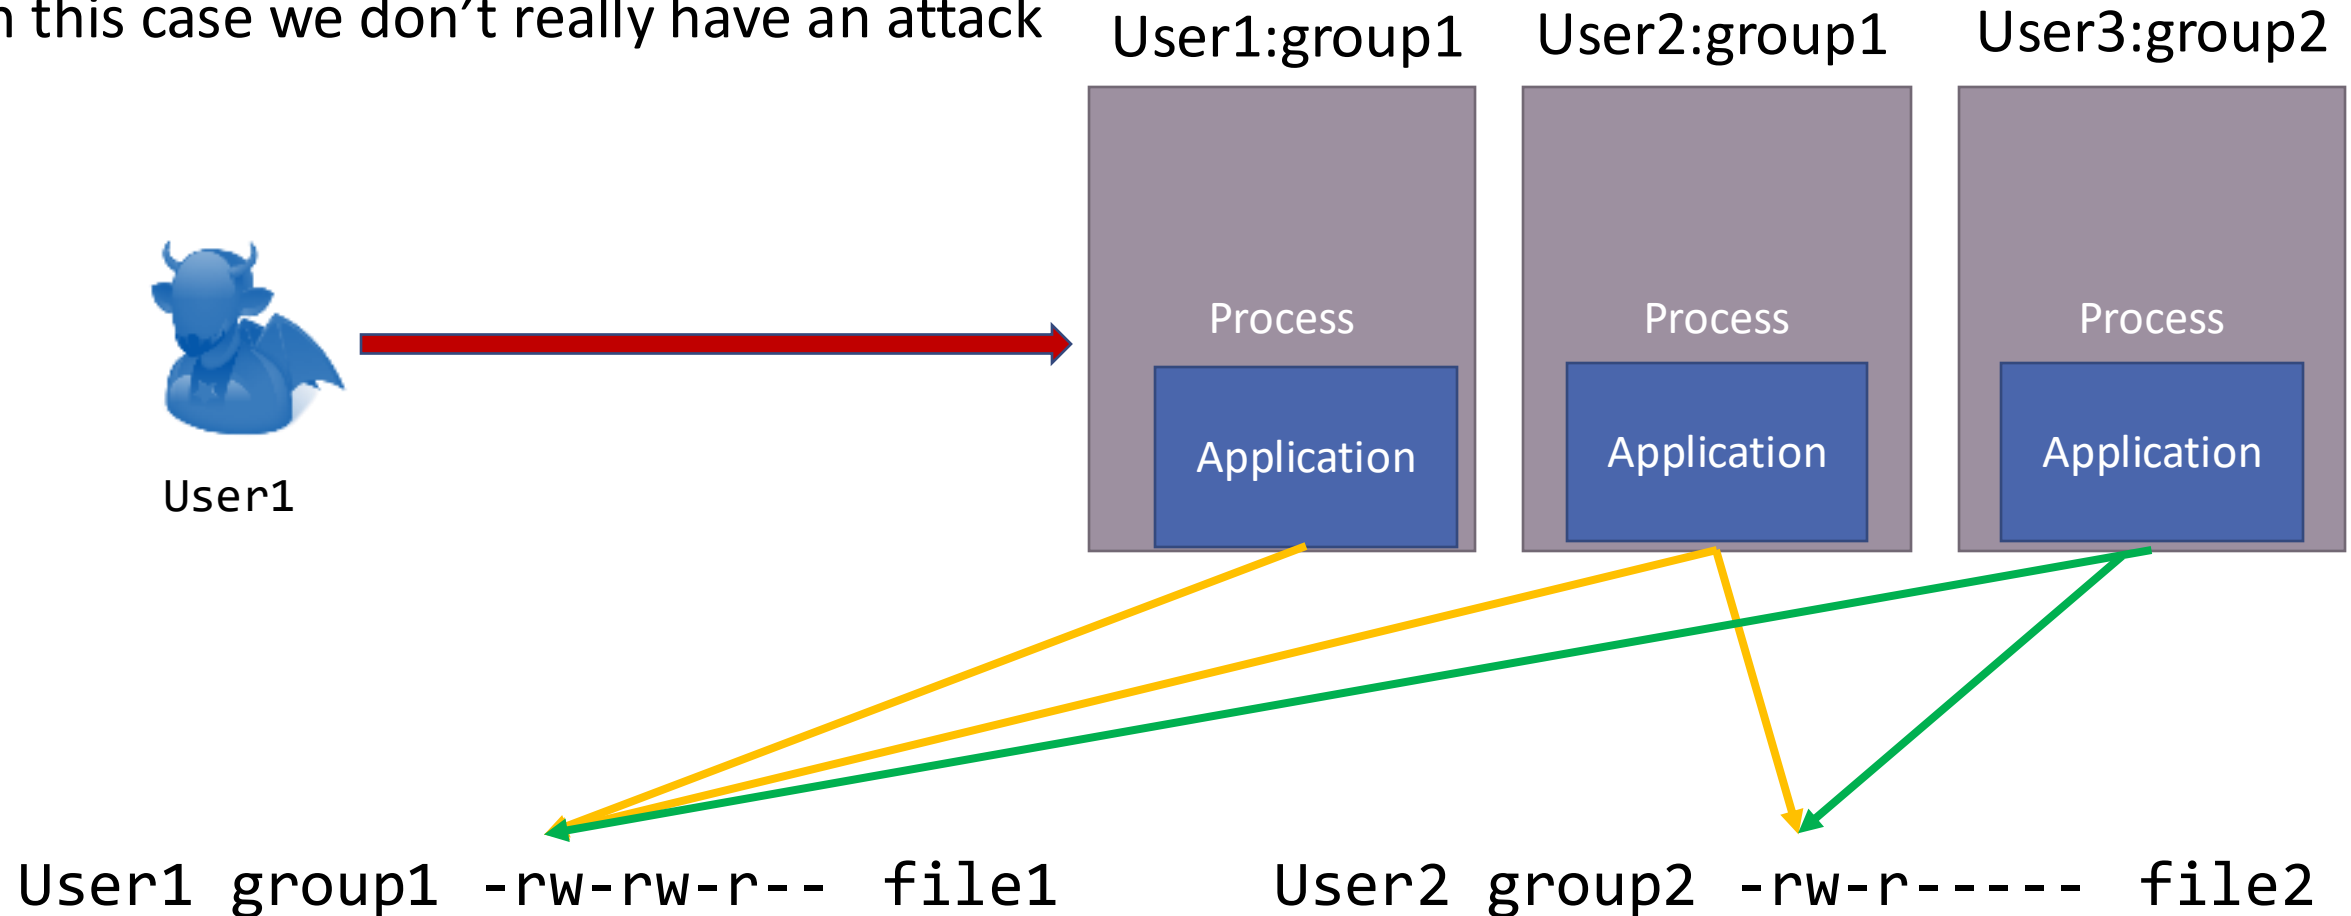 n this case we don't really have an attack
User1:group1 User2:group1 User3:group2
Process Process Process
Application Application Application
User1
User1 group1 -rw-rw-r-- file1 User2 group2 -rw-r----- file2